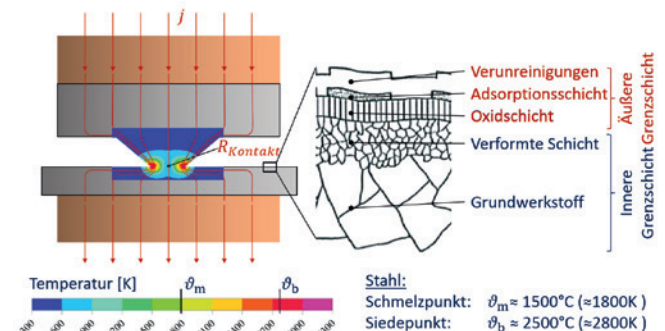 j
R_Kontakt
Verunreinigungen
Adsorptionsschicht
Oxidschicht
Verformte Schicht
Grundwerkstoff
Äußere
Grenzschicht
Innere
Grenzschicht
Temperatur [K]
ϑm
ϑb
Stahl:
Schmelzpunkt: ϑm ≈ 1500°C (≈1800K )
Siedepunkt: ϑb ≈ 2500°C (≈2800K )